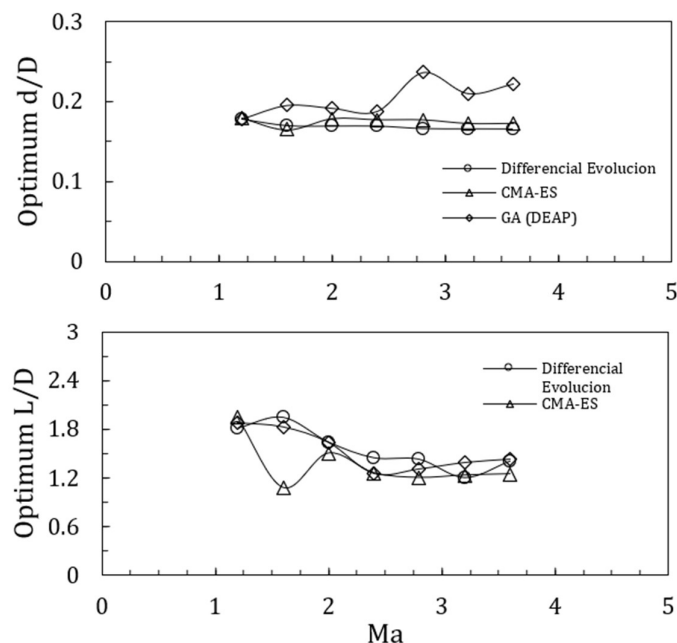 Optimum d/D
0.3
0.2
0.1
0
Differencial Evolucion
CMA-ES
GA (DEAP)
0 1 2 3 4 5
Optimum L/D
3
2.4
1.8
1.2
0.6
0
Differencial
Evolucion
CMA-ES
0 1 2 3 4 5
Ma